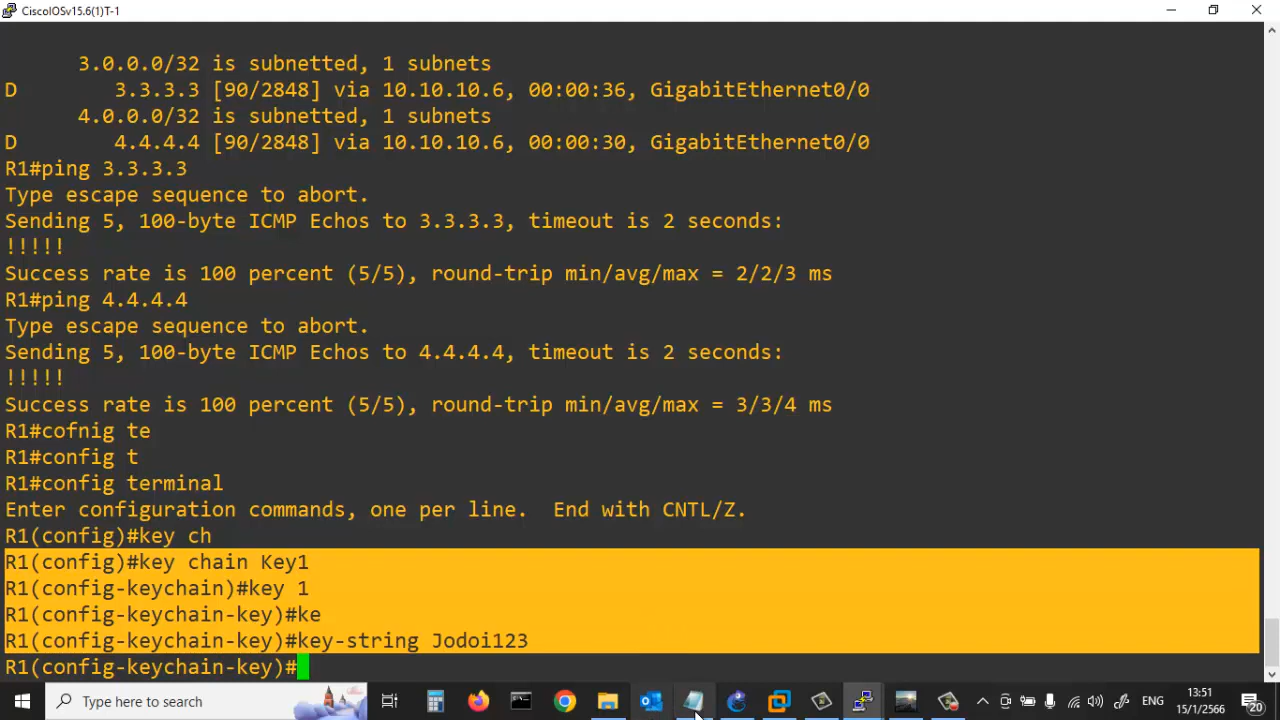 CiscoIOSv15.6(1)T-1
3.0.0.0/32 is subnetted, 1 subnets
D 3.3.3.3 [90/2848] via 10.10.10.6, 00:00:36, GigabitEthernet0/0
4.0.0.0/32 is subnetted, 1 subnets
D 4.4.4.4 [90/2848] via 10.10.10.6, 00:00:30, GigabitEthernet0/0
R1#ping 3.3.3.3
Type escape sequence to abort.
Sending 5, 100-byte ICMP Echos to 3.3.3.3, timeout is 2 seconds:
!!!!!
Success rate is 100 percent (5/5), round-trip min/avg/max = 2/2/3 ms
R1#ping 4.4.4.4
Type escape sequence to abort.
Sending 5, 100-byte ICMP Echos to 4.4.4.4, timeout is 2 seconds:
!!!!!
Success rate is 100 percent (5/5), round-trip min/avg/max = 3/3/4 ms
R1#cofnig te
R1#config t
R1#config terminal
Enter configuration commands, one per line.  End with CNTL/Z.
R1(config)#key ch
R1(config)#key chain Key1
R1(config-keychain)#key 1
R1(config-keychain-key)#ke
R1(config-keychain-key)#key-string Jodoi123
R1(config-keychain-key)#
Type here to search
ENG
13:51
15/1/2566
20